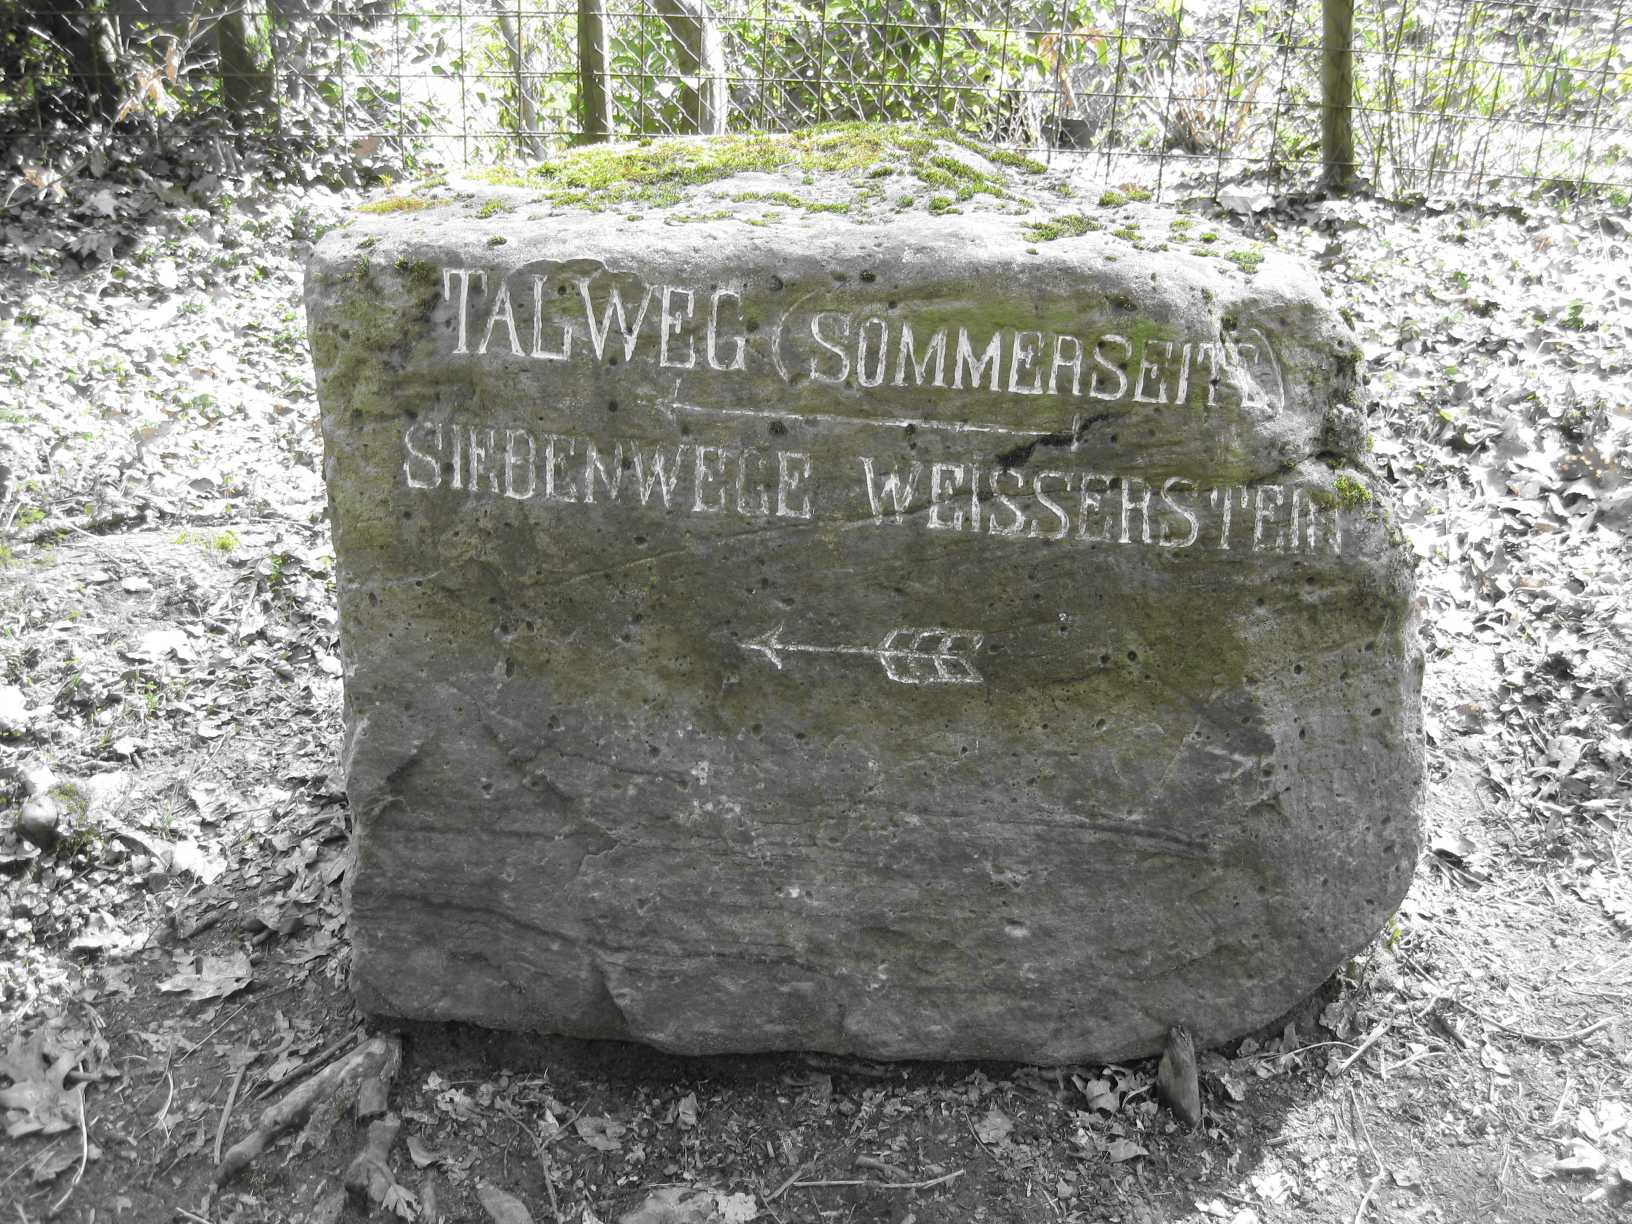 TALWEG (SOMMERSEITE)
SIEBENWEGE WEISSERSTEIN